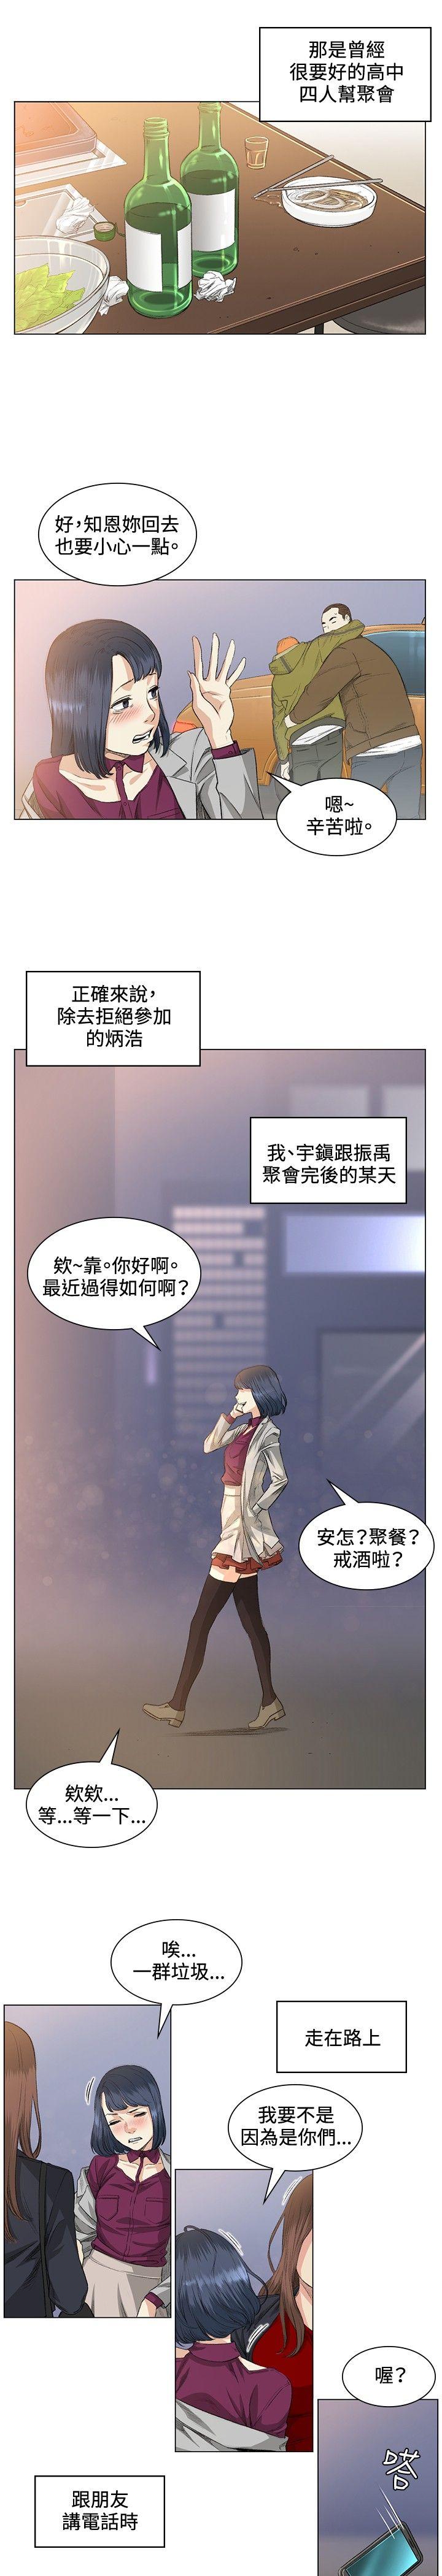 那是曾經
很要好的高中
四人幫聚會
好，知恩妳回去
也要小心一點。
嗯~
辛苦啦。
正確來說，
除去拒絕參加
的炳浩
我、宇鎭跟振禹
聚會完後的某天
欸~靠。你好啊。
最近過得如何啊？
安怎？聚餐？
戒酒啦？
欸欸...
等...等一下...
唉...
一群垃圾...
走在路上
我要不是
因為是你們...
喔？
嗒
跟朋友
講電話時